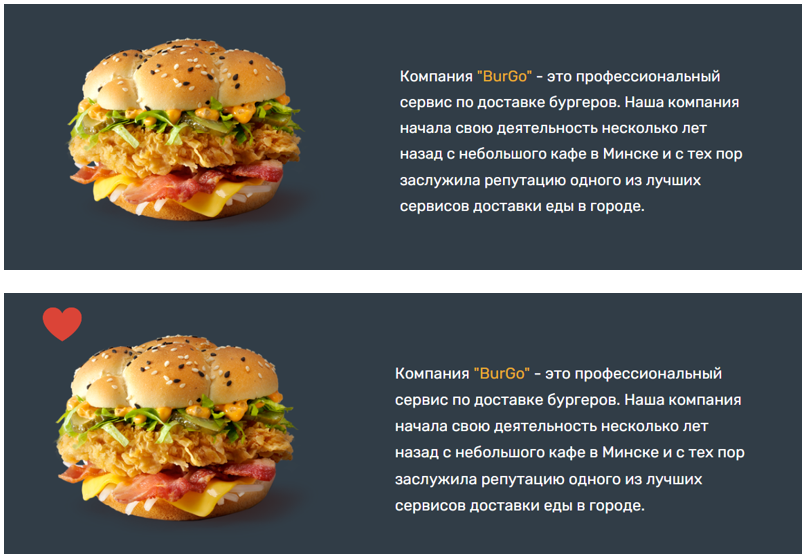 Компания "BurGo" - это профессиональный
сервис по доставке бургеров. Наша компания
начала свою деятельность несколько лет
назад с небольшого кафе в Минске и с тех пор
заслужила репутацию одного из лучших
сервисов доставки еды в городе.
Компания "BurGo" - это профессиональный
сервис по доставке бургеров. Наша компания
начала свою деятельность несколько лет
назад с небольшого кафе в Минске и с тех пор
заслужила репутацию одного из лучших
сервисов доставки еды в городе.